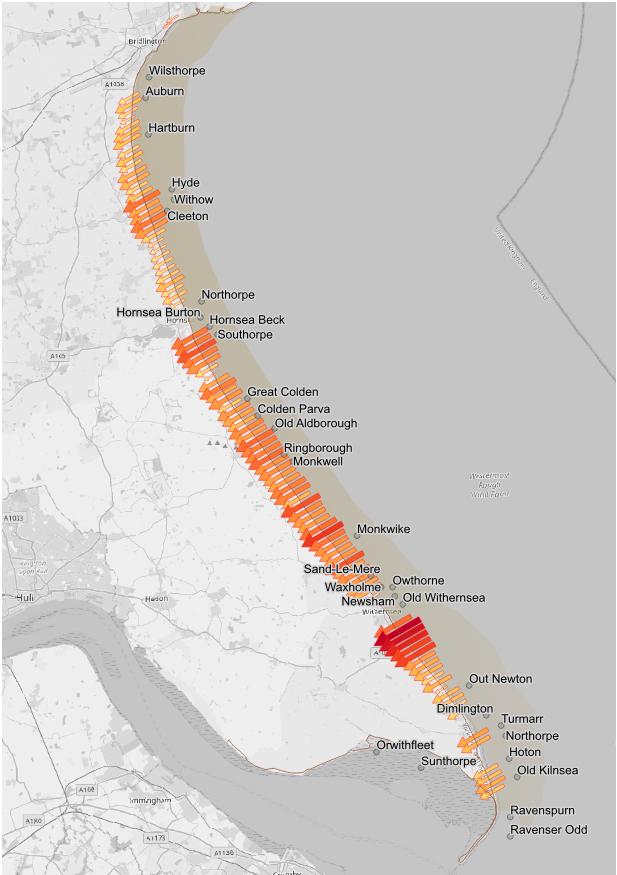 Bridlington
Wilsthorpe
A1038
Auburn
Hartburn
Hyde
Withow
Cleeton
United Kingdom
England
Northorpe
Hornsea Burton
Hornsea Beck
Southorpe
A165
Great Colden
Colden Parva
Old Aldborough
Ringborough
Monkwell
Westermost
Rough
Wind Farm
A1033
Monkwike
Sand-Le-Mere
Owthorne
Waxholme
Hull
Hedon
Newsham
Old Withernsea
Withernsea
Out Newton
Dimlington
Turmarr
Northorpe
Orwithfleet
Hoton
Sunthorpe
Old Kilnsea
Immingham
Ravenspurn
A180
Ravenser Odd
A1173
A1136